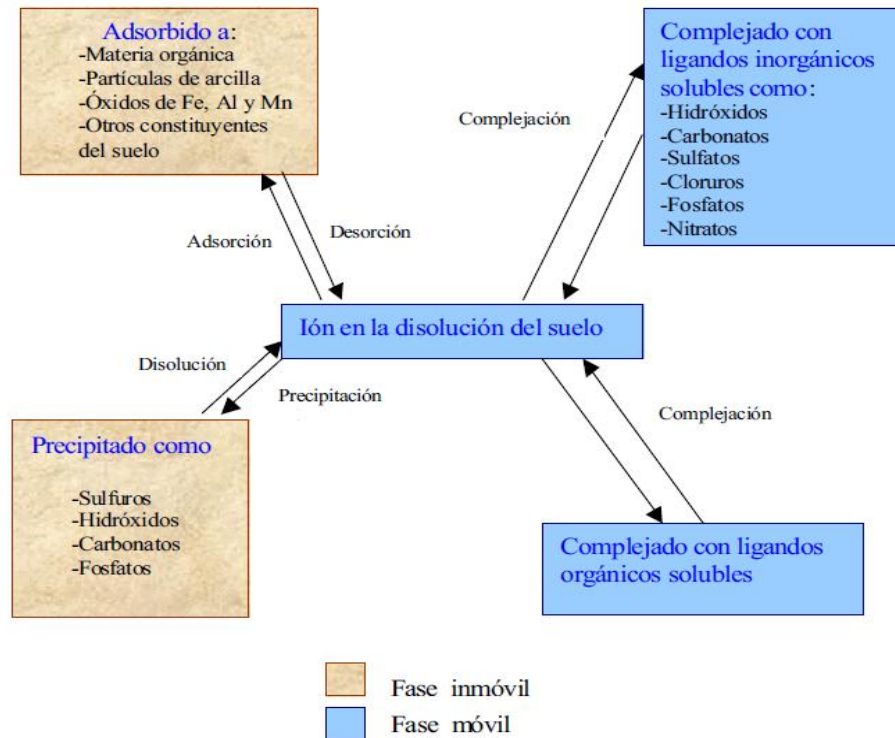 Adsorbido a:
-Materia orgánica
-Partículas de arcilla
-Óxidos de Fe, Al y Mn
-Otros constituyentes
del suelo
Complejado con
ligandos inorgánicos
solubles como:
-Hidróxidos
-Carbonatos
-Sulfatos
-Cloruros
-Fosfatos
-Nitratos
Complejación
Adsorción
Desorción
Ión en la disolución del suelo
Disolución
Precipitación
Complejación
Precipitado como
-Sulfuros
-Hidróxidos
-Carbonatos
-Fosfatos
Complejado con ligandos
orgánicos solubles
Fase inmóvil
Fase móvil